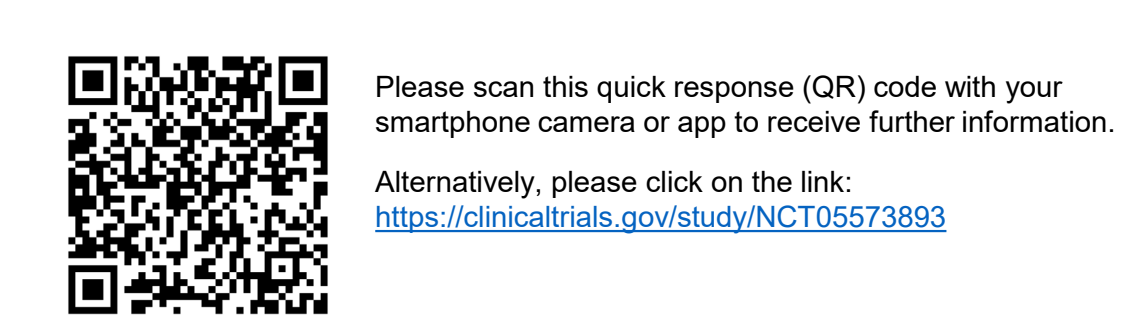 Please scan this quick response (QR) code with your
smartphone camera or app to receive further information.
Alternatively, please click on the link:
https://clinicaltrials.gov/study/NCT05573893